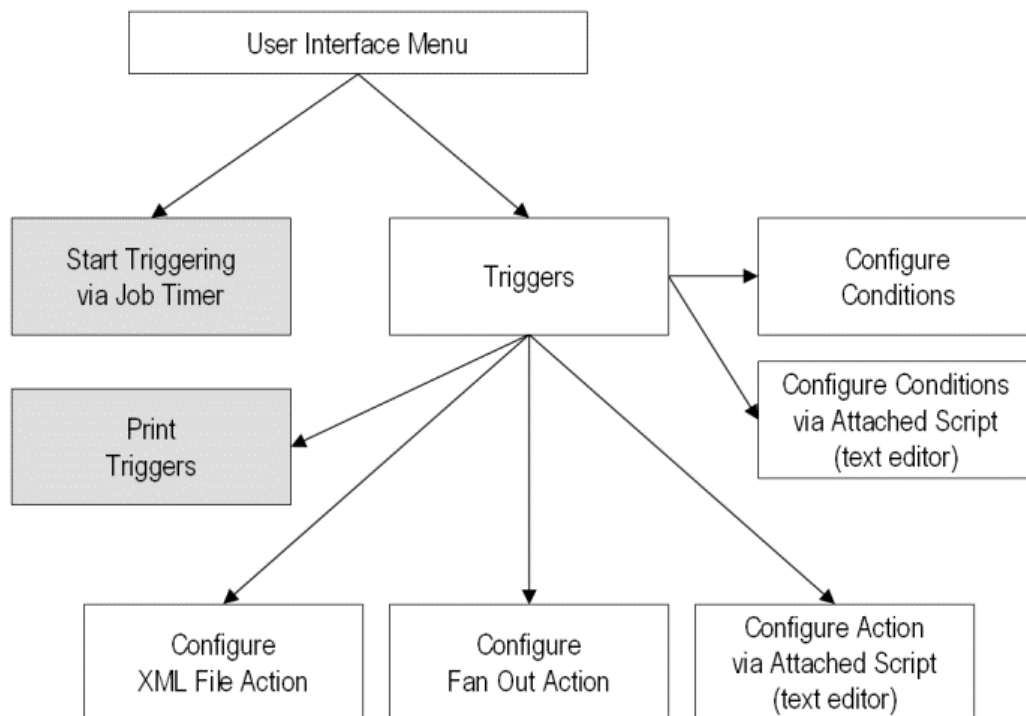 User Interface Menu
Start Triggering
via Job Timer
Triggers
Configure
Conditions
Print
Triggers
Configure Conditions
via Attached Script
(text editor)
Configure
XML File Action
Configure
Fan Out Action
Configure Action
via Attached Script
(text editor)